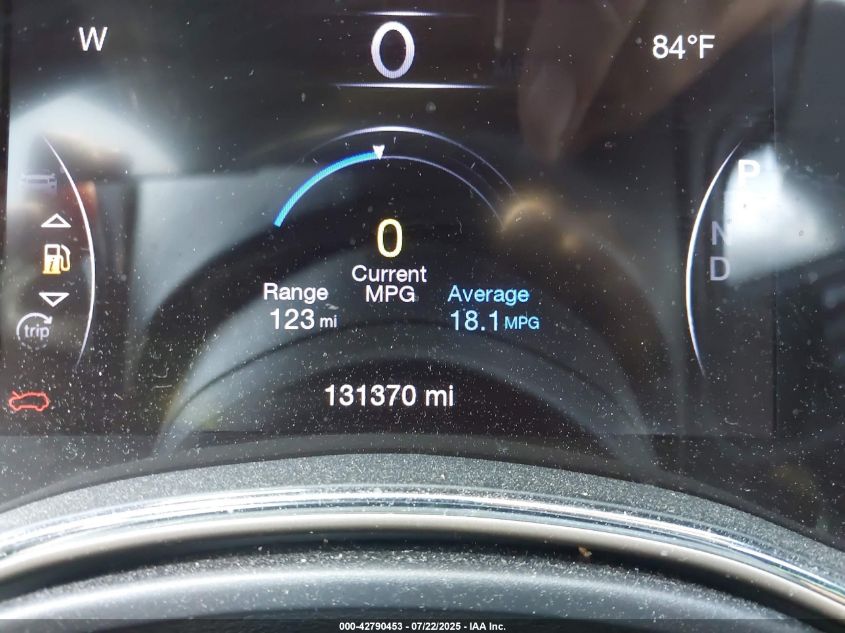 W
0
84°F
P
N
D
0
Current
MPG
Range
123 mi
Average
18.1 MPG
trip
131370 mi
000-42790453 - 07/22/2025 - IAA Inc.